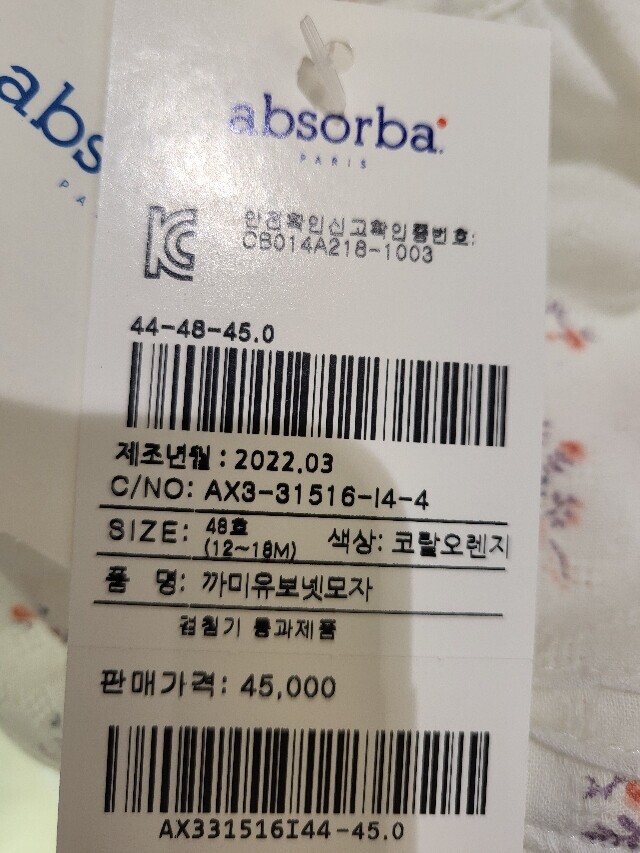 absorba
PARIS
abs
PA
KC
안전확인신고확인증번호:
CB014A218-1003
44-48-45.0
제조년월 : 2022.03
C/NO: AX3-31516-I4-4
SIZE: 48호 (12~18M) 색상: 코랄오렌지
품 명: 까미유보넷모자
검침기 통과제품
판매가격: 45,000
AX331516I44-45.0